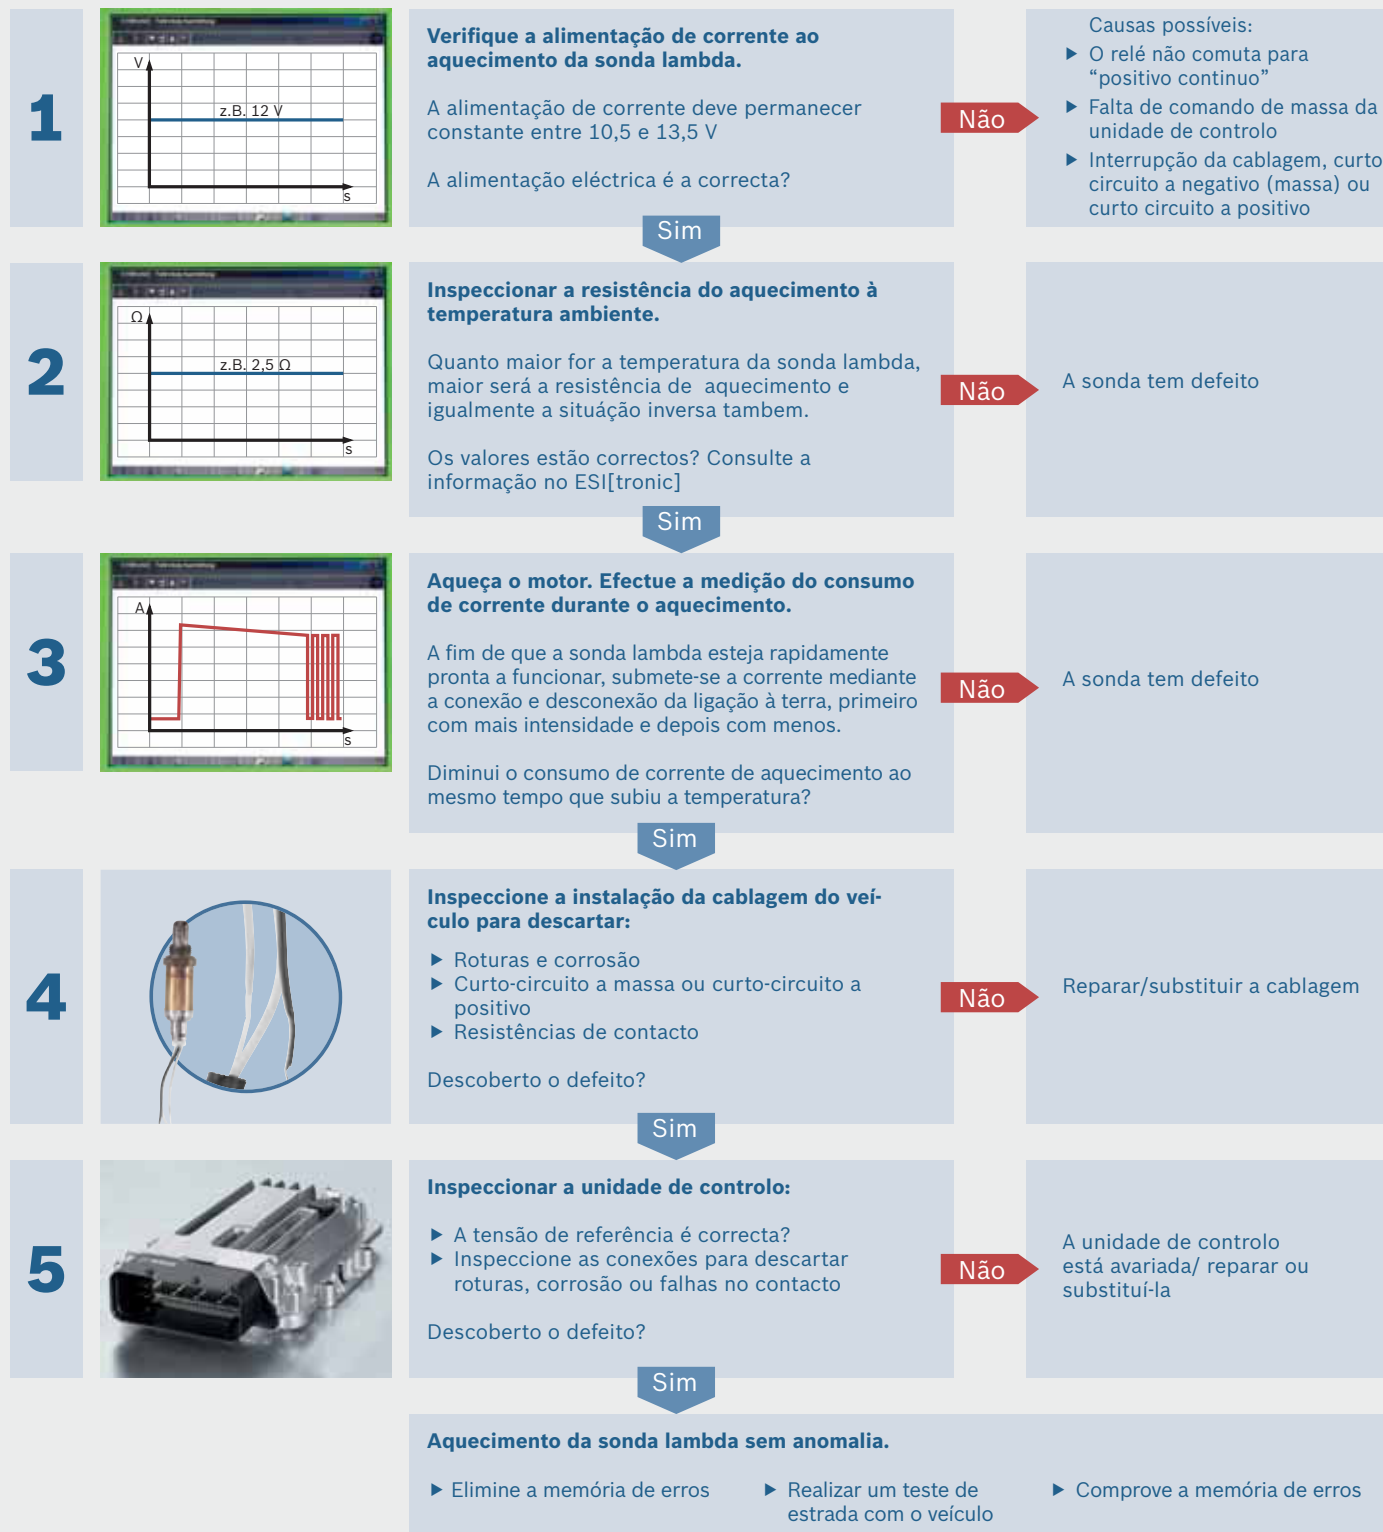 1
V
z.B. 12 V
s
Verifique a alimentação de corrente ao
aquecimento da sonda lambda.
A alimentação de corrente deve permanecer
constante entre 10,5 e 13,5 V
A alimentação eléctrica é a correcta?
Não
Causas possíveis:
▶ O relé não comuta para
“positivo continuo”
▶ Falta de comando de massa da
unidade de controlo
▶ Interrupção da cablagem, curto
circuito a negativo (massa) ou
curto circuito a positivo
Sim
2
Ω
z.B. 2,5 Ω
s
Inspeccionar a resistência do aquecimento à
temperatura ambiente.
Quanto maior for a temperatura da sonda lambda,
maior será a resistência de aquecimento e
igualmente a situáção inversa tambem.
Os valores estão correctos? Consulte a
informação no ESI[tronic]
Não
A sonda tem defeito
Sim
3
A
s
Aqueça o motor. Efectue a medição do consumo
de corrente durante o aquecimento.
A fim de que a sonda lambda esteja rapidamente
pronta a funcionar, submete-se a corrente mediante
a conexão e desconexão da ligação à terra, primeiro
com mais intensidade e depois com menos.
Diminui o consumo de corrente de aquecimento ao
mesmo tempo que subiu a temperatura?
Não
A sonda tem defeito
Sim
4
Inspeccione a instalação da cablagem do veí-
culo para descartar:
▶ Roturas e corrosão
▶ Curto-circuito a massa ou curto-circuito a
positivo
▶ Resistências de contacto
Descoberto o defeito?
Não
Reparar/substituir a cablagem
Sim
5
Inspeccionar a unidade de controlo:
▶ A tensão de referência é correcta?
▶ Inspeccione as conexões para descartar
roturas, corrosão ou falhas no contacto
Descoberto o defeito?
Não
A unidade de controlo
está avariada/ reparar ou
substituí-la
Sim
Aquecimento da sonda lambda sem anomalia.
▶ Elimine a memória de erros
▶ Realizar um teste de
estrada com o veículo
▶ Comprove a memória de erros